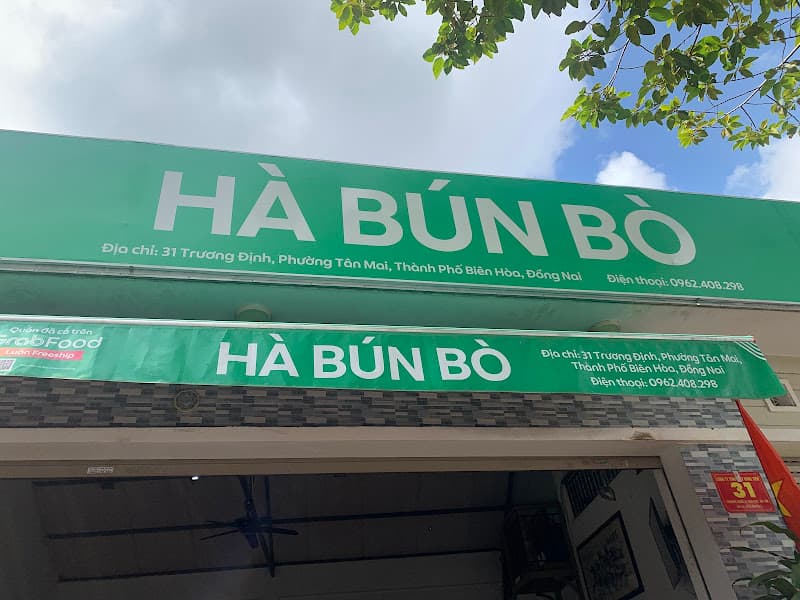 HÀ BÚN BÒ
Địa chỉ: 31 Trương Định, Phường Tân Mai, Thành Phố Biên Hòa, Đồng Nai Điện thoại: 0962.408.298
Quán đã có trên
GrabFood
Luôn Freeship
HÀ BÚN BÒ
Địa chỉ: 31 Trương Định, Phường Tân Mai,
Thành Phố Biên Hòa, Đồng Nai
Điện thoại: 0962.408.298
31